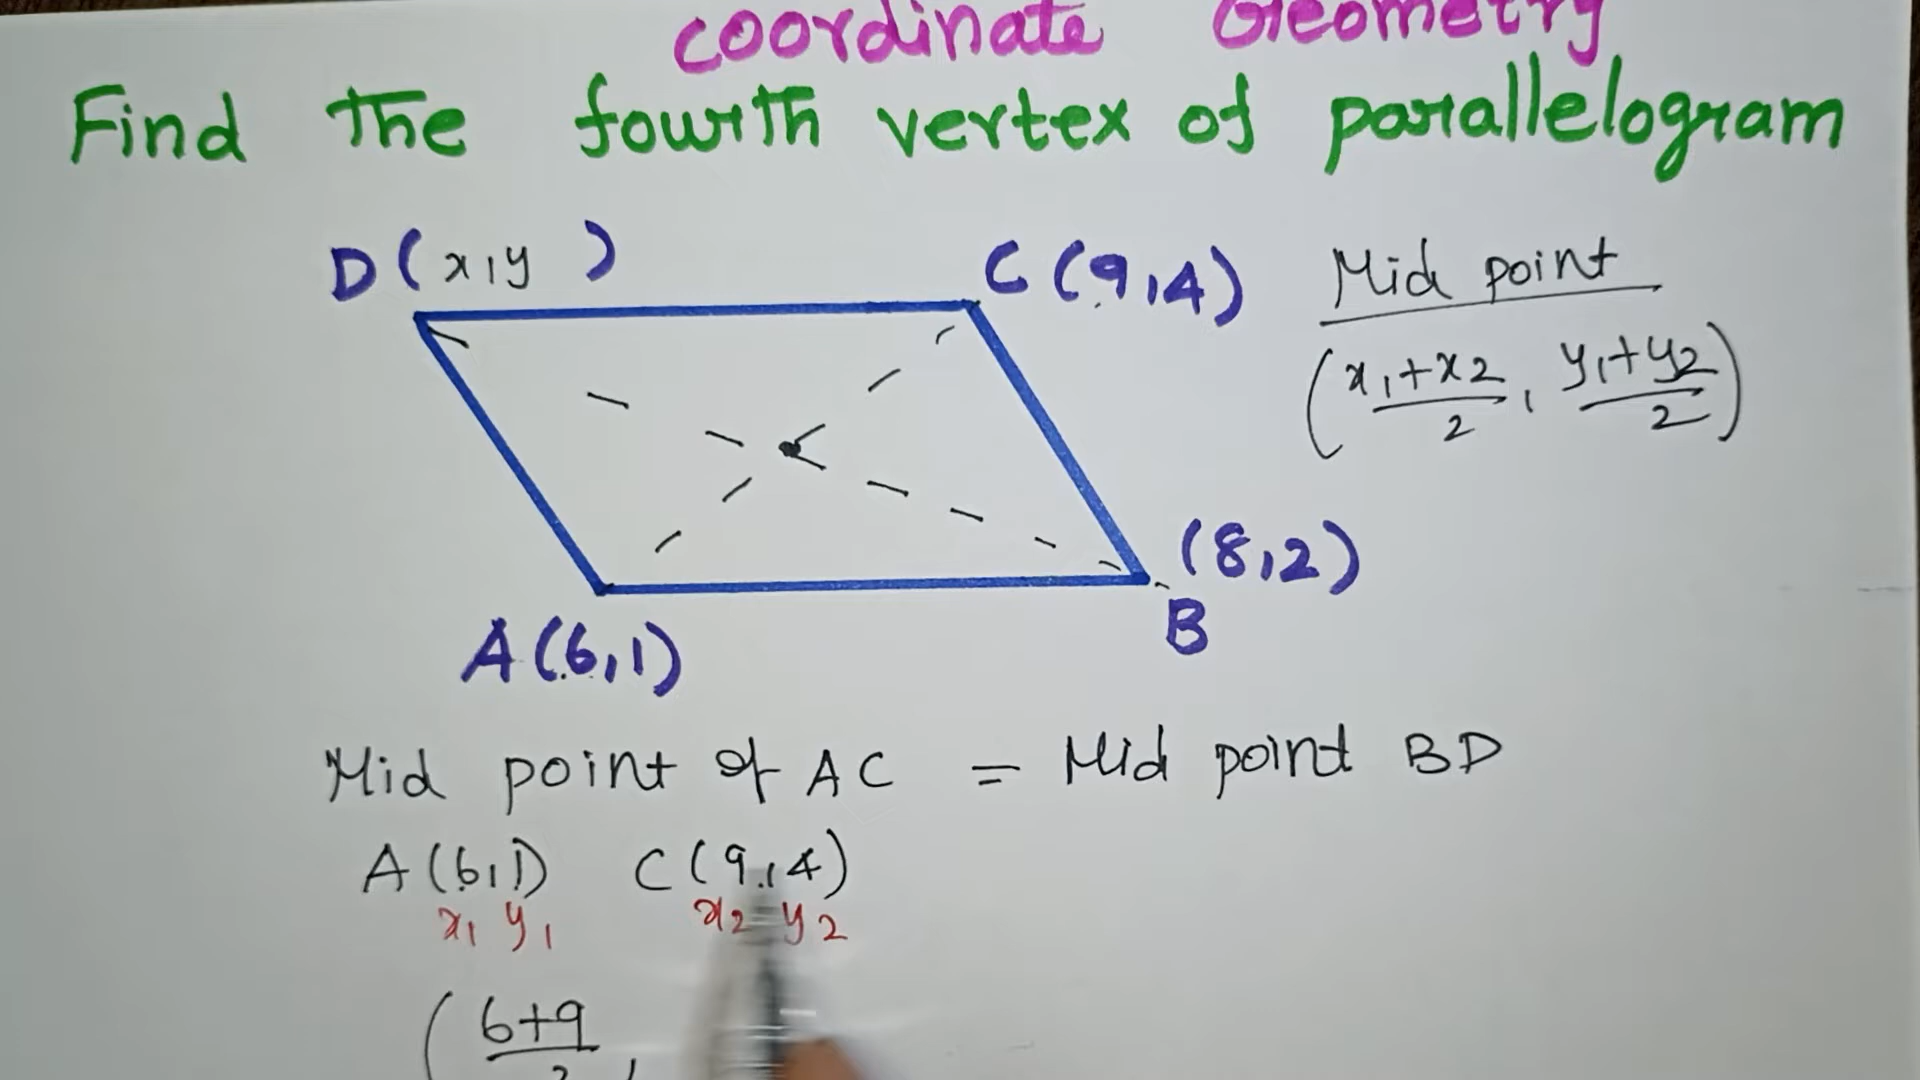 coordinate Geometry
Find the fourth vertex of parallelogram
D(x,y )
C(9,4)
Mid point
(x1+x2/2, y1+y2/2)
(8,2)
B
A(6,1)
Mid point of AC = Mid point BD
A(6,1) C(9,4)
x1 y1 x2 y2
(6+9/2,